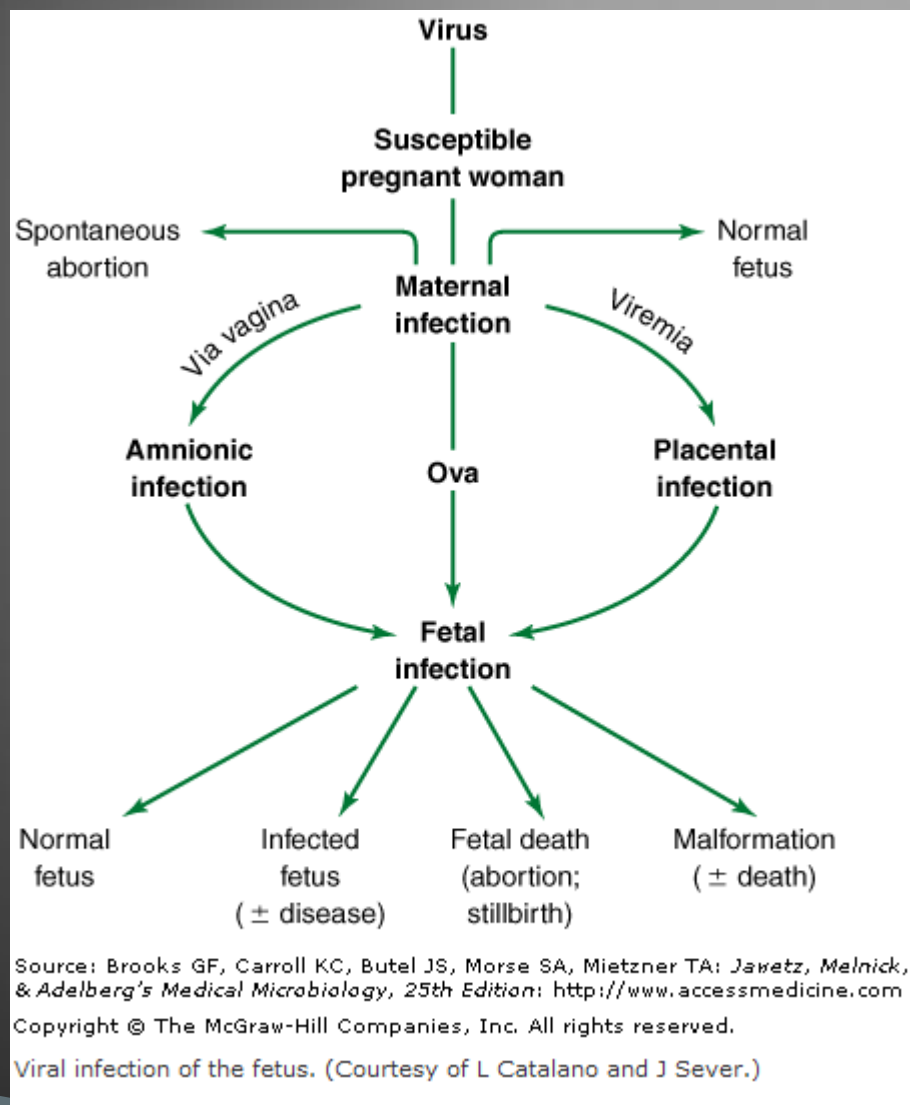 Virus
Susceptible
pregnant woman
Spontaneous
abortion
Normal
fetus
Maternal
infection
Via vagina
Viremia
Amnionic
infection
Ova
Placental
infection
Fetal
infection
Normal
fetus
Infected
fetus
( ± disease)
Fetal death
(abortion;
stillbirth)
Malformation
( ± death)
Source: Brooks GF, Carroll KC, Butel JS, Morse SA, Mietzner TA: Jawetz, Melnick,
& Adelberg's Medical Microbiology, 25th Edition: http://www.accessmedicine.com
Copyright © The McGraw-Hill Companies, Inc. All rights reserved.
Viral infection of the fetus. (Courtesy of L Catalano and J Sever.)